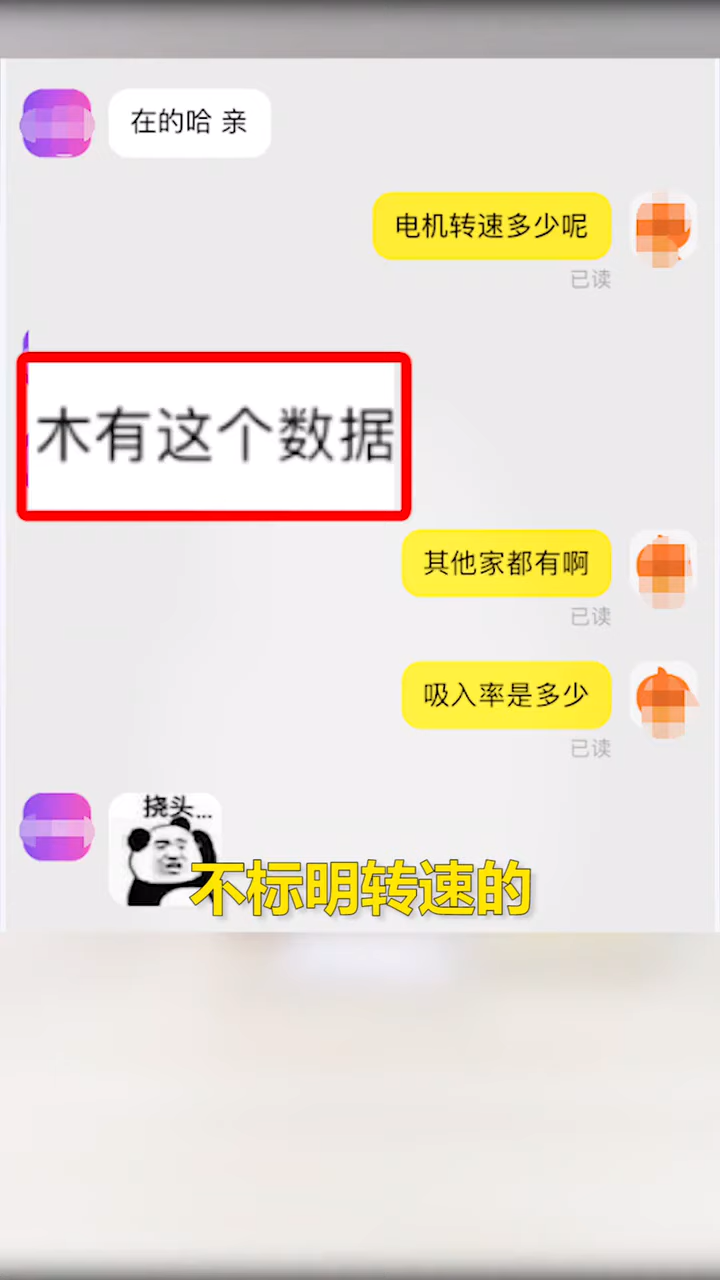 在的哈 亲
电机转速多少呢
已读
木有这个数据
其他家都有啊
已读
吸入率是多少
已读
挠头...
不标明转速的